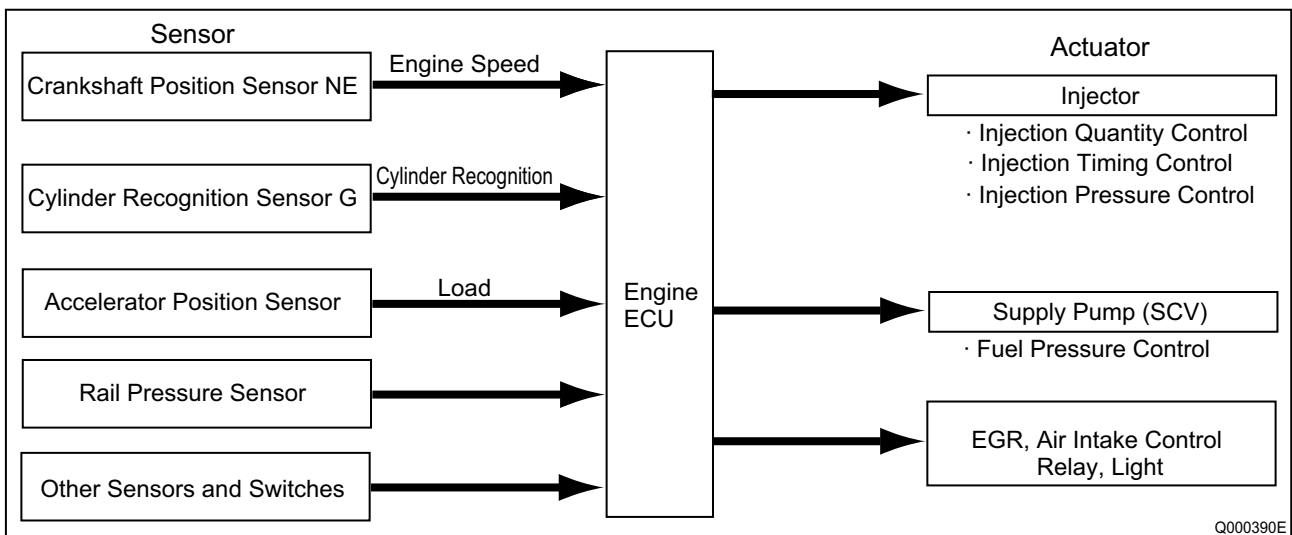 Sensor
Crankshaft Position Sensor NE
Engine Speed
Cylinder Recognition Sensor G
Cylinder Recognition
Accelerator Position Sensor
Load
Rail Pressure Sensor
Other Sensors and Switches
Engine
ECU
Actuator
Injector
· Injection Quantity Control
· Injection Timing Control
· Injection Pressure Control
Supply Pump (SCV)
· Fuel Pressure Control
EGR, Air Intake Control
Relay, Light
Q000390E